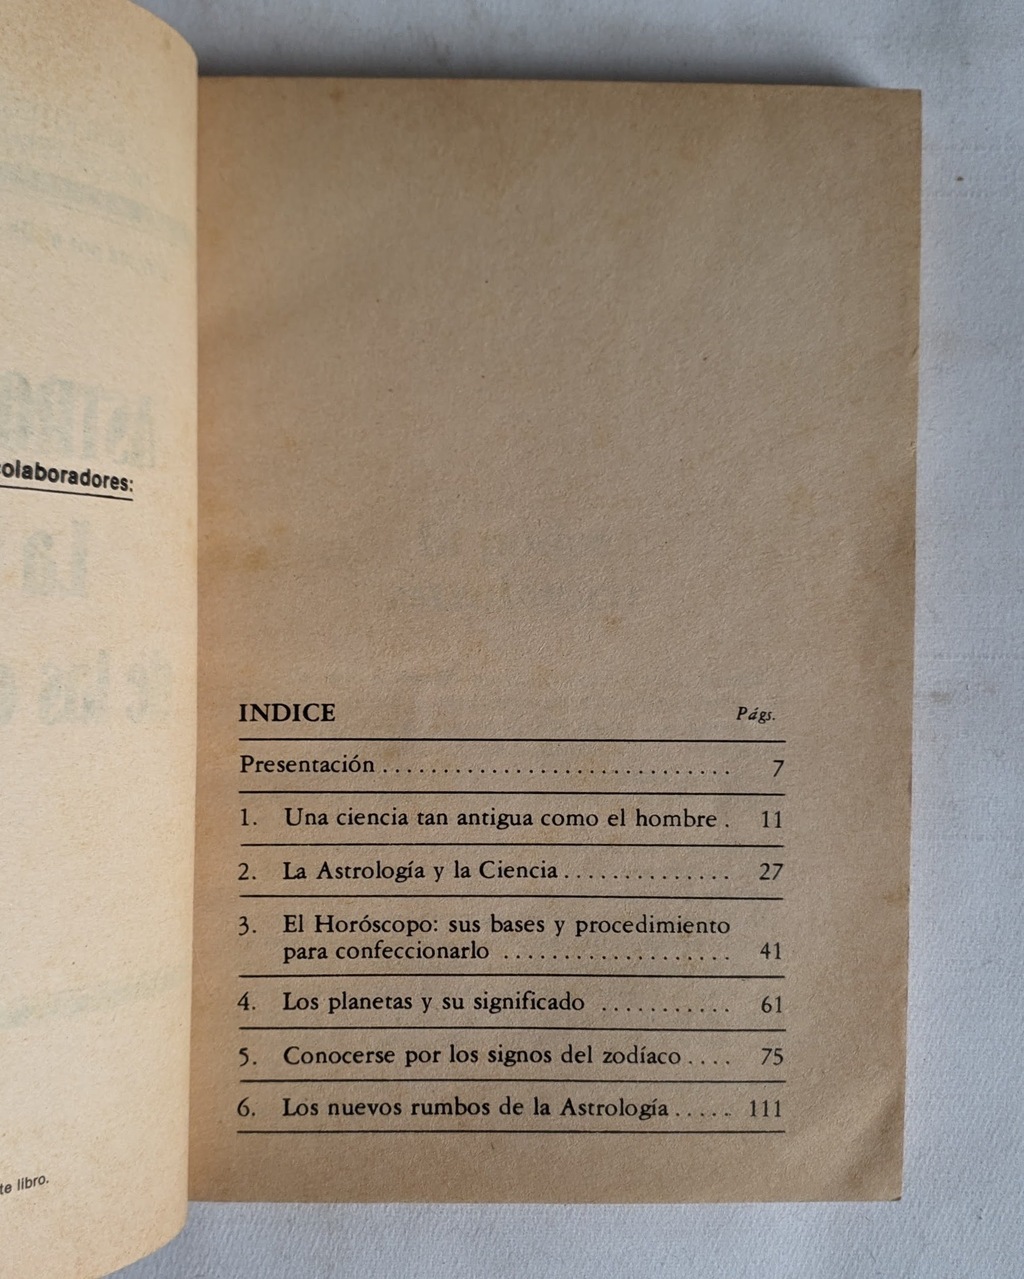 colaboradores:
te libro.
INDICE Págs.
Presentación .............................. 7
1. Una ciencia tan antigua como el hombre . 11
2. La Astrología y la Ciencia .............. 27
3. El Horóscopo: sus bases y procedimiento
para confeccionarlo ................... 41
4. Los planetas y su significado ........... 61
5. Conocerse por los signos del zodíaco .... 75
6. Los nuevos rumbos de la Astrología ..... 111